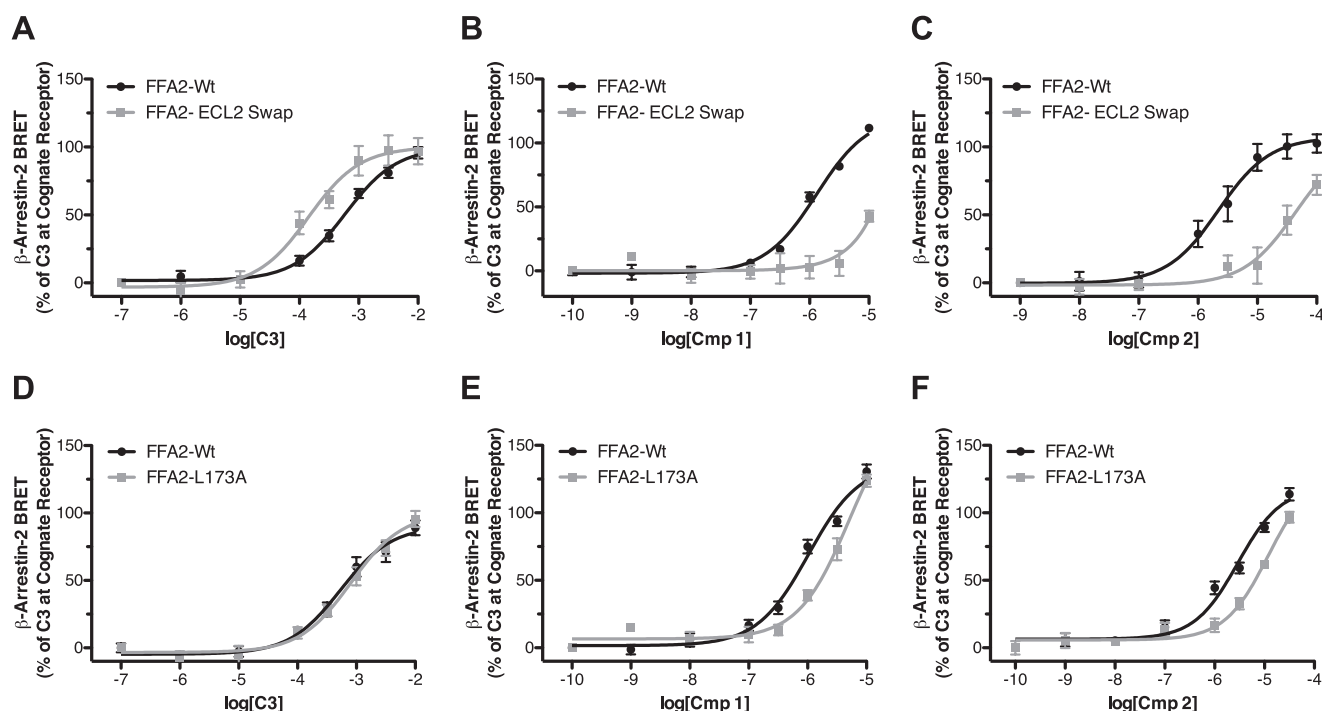 A
β-Arrestin-2 BRET
(% of C3 at Cognate Receptor)
150
100
50
0
FFA2-Wt
FFA2- ECL2 Swap
-7 -6 -5 -4 -3 -2
log[C3]
B
β-Arrestin-2 BRET
(% of C3 at Cognate Receptor)
150
100
50
0
FFA2-Wt
FFA2- ECL2 Swap
-10 -9 -8 -7 -6 -5
log[Cmp 1]
C
β-Arrestin-2 BRET
(% of C3 at Cognate Receptor)
150
100
50
0
FFA2-Wt
FFA2- ECL2 Swap
-9 -8 -7 -6 -5 -4
log[Cmp 2]
D
β-Arrestin-2 BRET
(% of C3 at Cognate Receptor)
150
100
50
0
FFA2-Wt
FFA2-L173A
-7 -6 -5 -4 -3 -2
log[C3]
E
β-Arrestin-2 BRET
(% of C3 at Cognate Receptor)
150
100
50
0
FFA2-Wt
FFA2-L173A
-10 -9 -8 -7 -6 -5
log[Cmp 1]
F
β-Arrestin-2 BRET
(% of C3 at Cognate Receptor)
150
100
50
0
FFA2-Wt
FFA2-L173A
-10 -9 -8 -7 -6 -5 -4
log[Cmp 2]